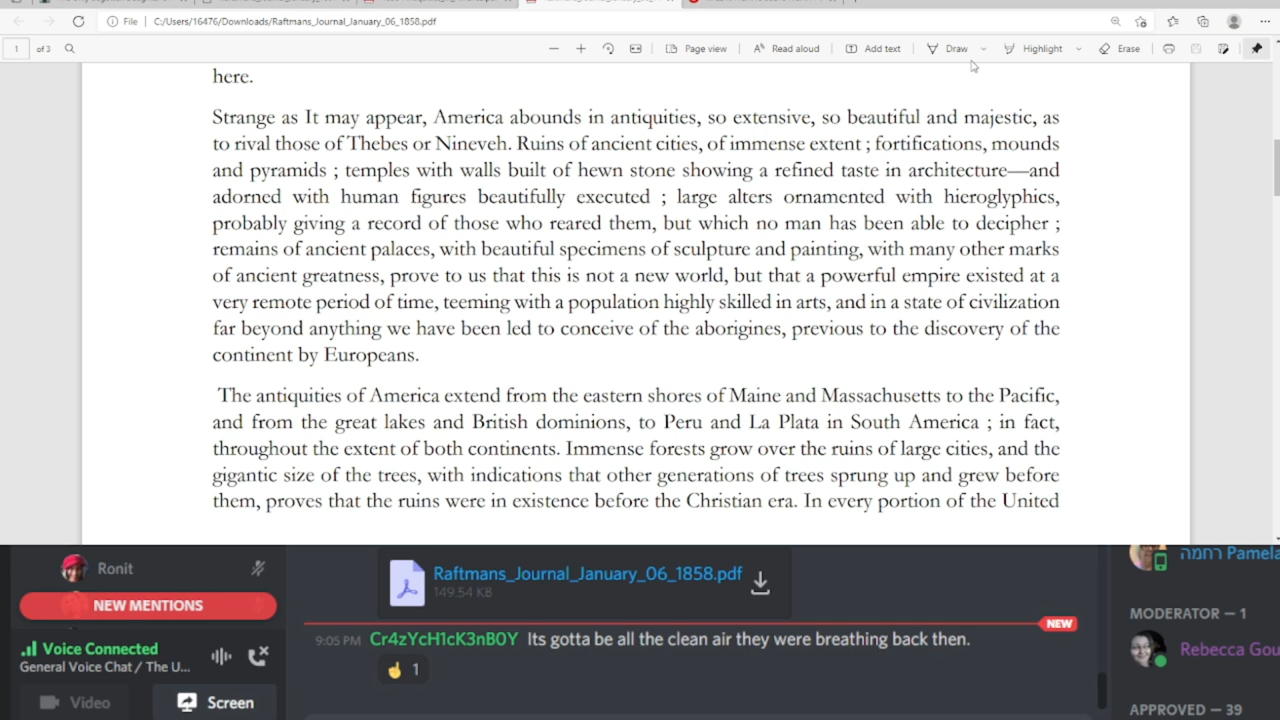 File
C:/Users/16476/Downloads/Raftmans_Journal_January_06_1858.pdf
1 of 3
Page view
Read aloud
Add text
Draw
Highlight
Erase
here.
Strange as It may appear, America abounds in antiquities, so extensive, so beautiful and majestic, as
to rival those of Thebes or Nineveh. Ruins of ancient cities, of immense extent ; fortifications, mounds
and pyramids ; temples with walls built of hewn stone showing a refined taste in architecture—and
adorned with human figures beautifully executed ; large alters ornamented with hieroglyphics,
probably giving a record of those who reared them, but which no man has been able to decipher ;
remains of ancient palaces, with beautiful specimens of sculpture and painting, with many other marks
of ancient greatness, prove to us that this is not a new world, but that a powerful empire existed at a
very remote period of time, teeming with a population highly skilled in arts, and in a state of civilization
far beyond anything we have been led to conceive of the aborigines, previous to the discovery of the
continent by Europeans.
The antiquities of America extend from the eastern shores of Maine and Massachusetts to the Pacific,
and from the great lakes and British dominions, to Peru and La Plata in South America ; in fact,
throughout the extent of both continents. Immense forests grow over the ruins of large cities, and the
gigantic size of the trees, with indications that other generations of trees sprung up and grew before
them, proves that the ruins were in existence before the Christian era. In every portion of the United
Ronit
NEW MENTIONS
Voice Connected
General Voice Chat / The U...
Video
Screen
Raftmans_Journal_January_06_1858.pdf
149.54 KB
NEW
9:05 PM Cr4zYcH1cK3nB0Y Its gotta be all the clean air they were breathing back then.
1
רחמה Pamela
MODERATOR — 1
Rebecca Gou
APPROVED — 39